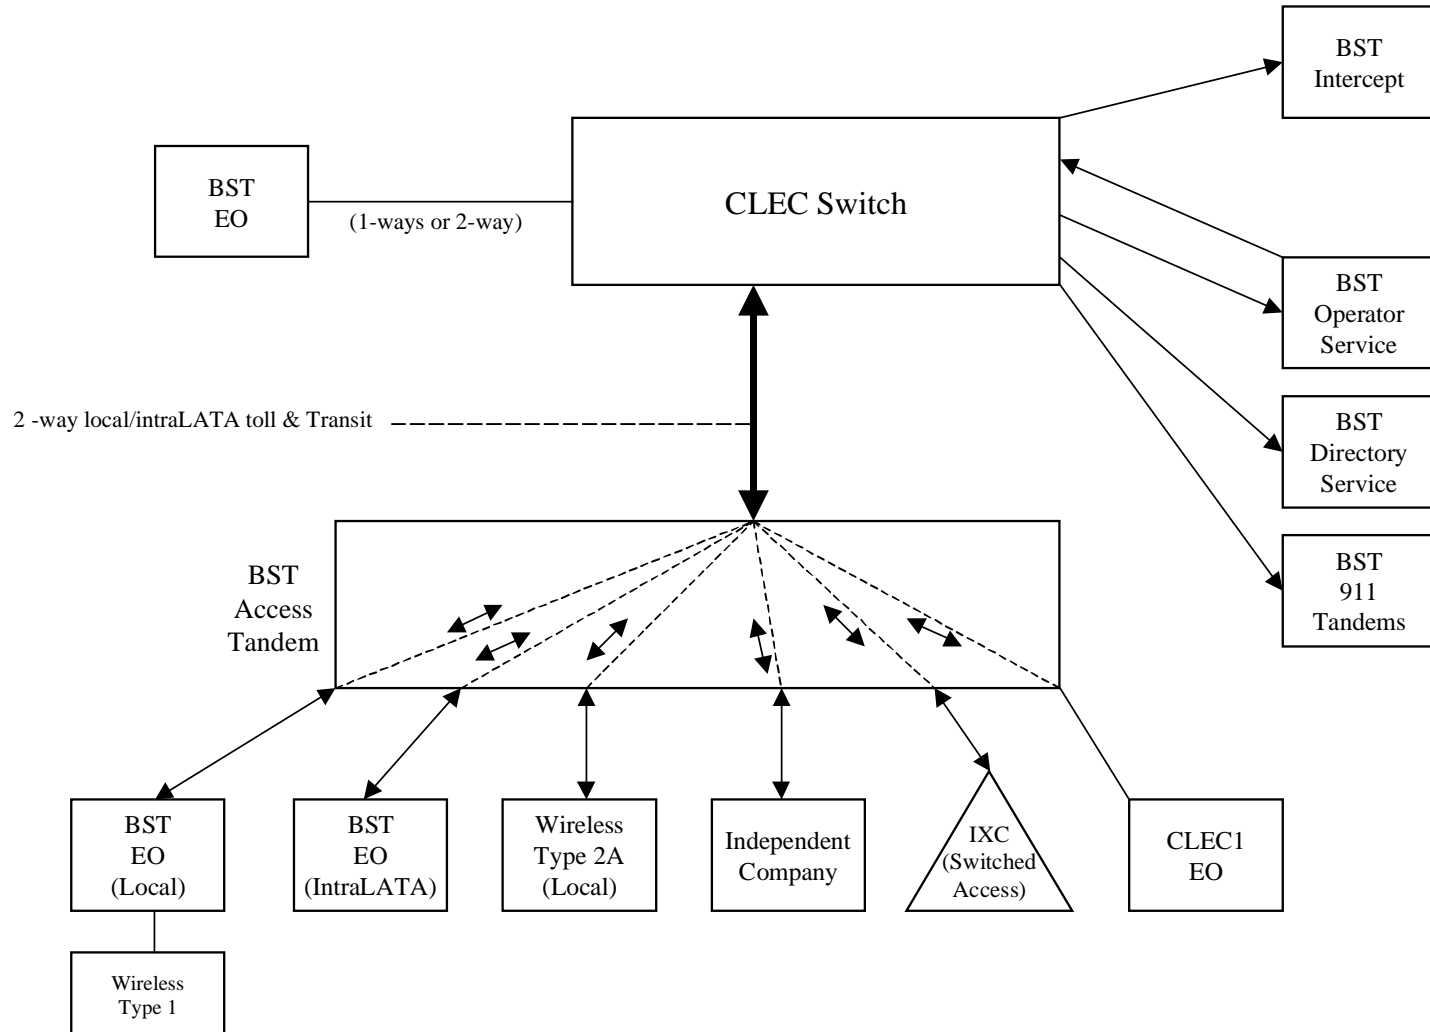 BST
Intercept
BST
EO
(1-ways or 2-way)
CLEC Switch
BST
Operator
Service
2 -way local/intraLATA toll & Transit
BST
Directory
Service
BST
911
Tandems
BST
Access
Tandem
BST
EO
(Local)
BST
EO
(IntraLATA)
Wireless
Type 2A
(Local)
Independent
Company
IXC
(Switched
Access)
CLEC1
EO
Wireless
Type 1